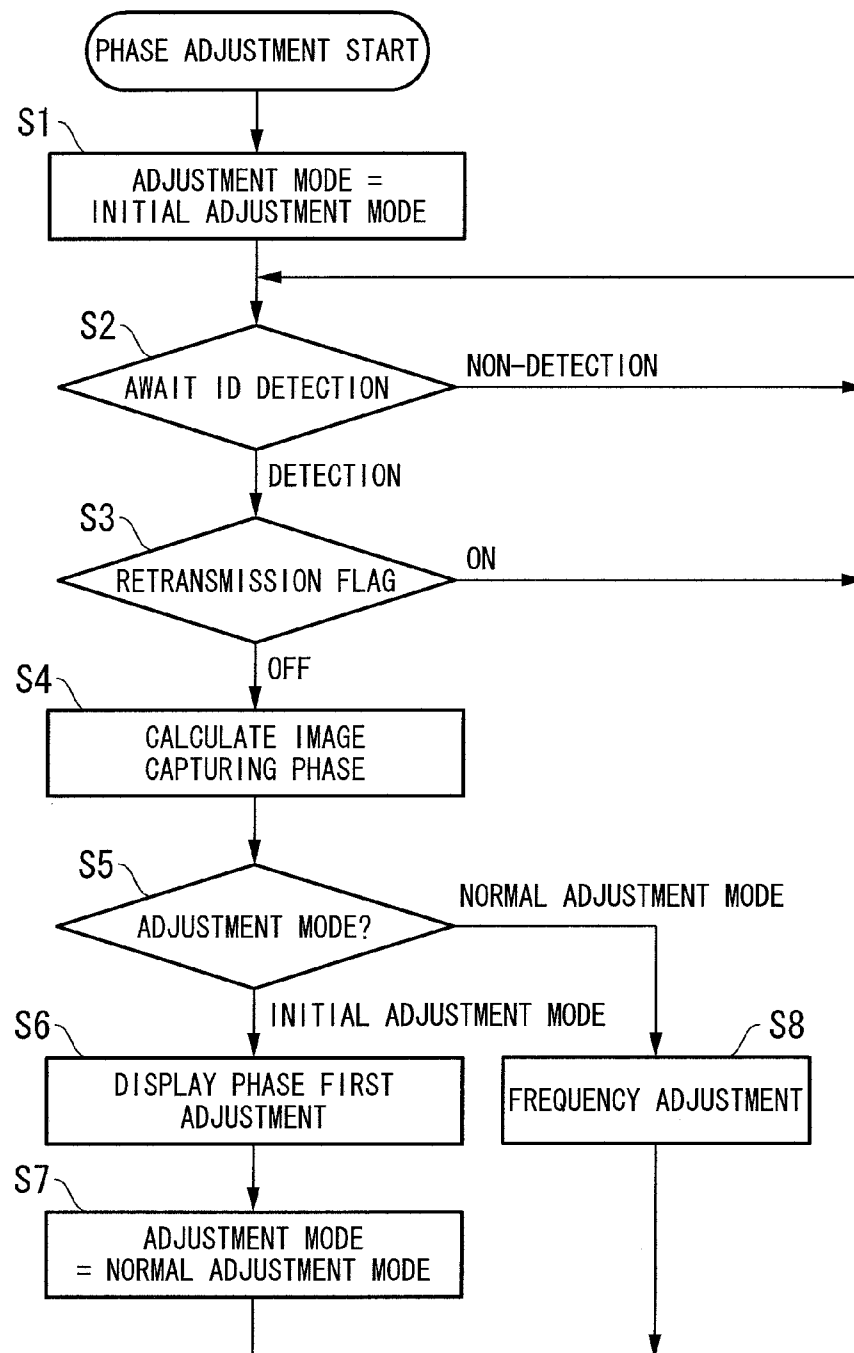 PHASE ADJUSTMENT START
S1
ADJUSTMENT MODE =
INITIAL ADJUSTMENT MODE
S2
AWAIT ID DETECTION
NON-DETECTION
DETECTION
S3
RETRANSMISSION FLAG
ON
OFF
S4
CALCULATE IMAGE
CAPTURING PHASE
S5
ADJUSTMENT MODE?
NORMAL ADJUSTMENT MODE
INITIAL ADJUSTMENT MODE
S6
DISPLAY PHASE FIRST
ADJUSTMENT
S8
FREQUENCY ADJUSTMENT
S7
ADJUSTMENT MODE
= NORMAL ADJUSTMENT MODE